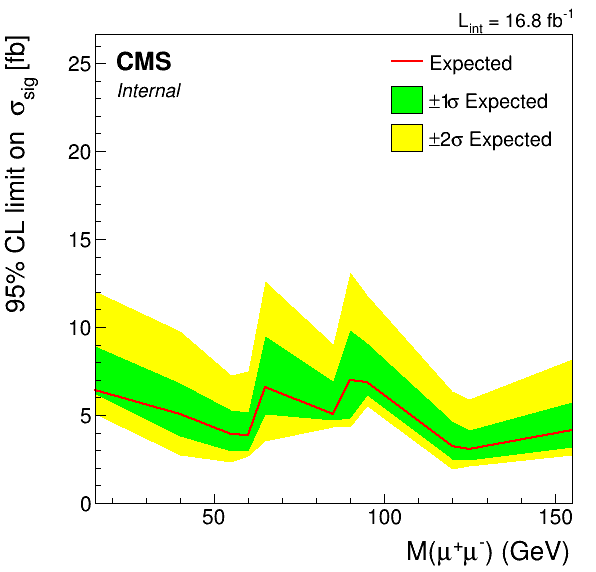 L_int = 16.8 fb^-1
CMS
Internal
Expected
±1σ Expected
±2σ Expected
95% CL limit on σ_sig [fb]
25
20
15
10
5
0
50 100 150
M(μ^+μ^-) (GeV)